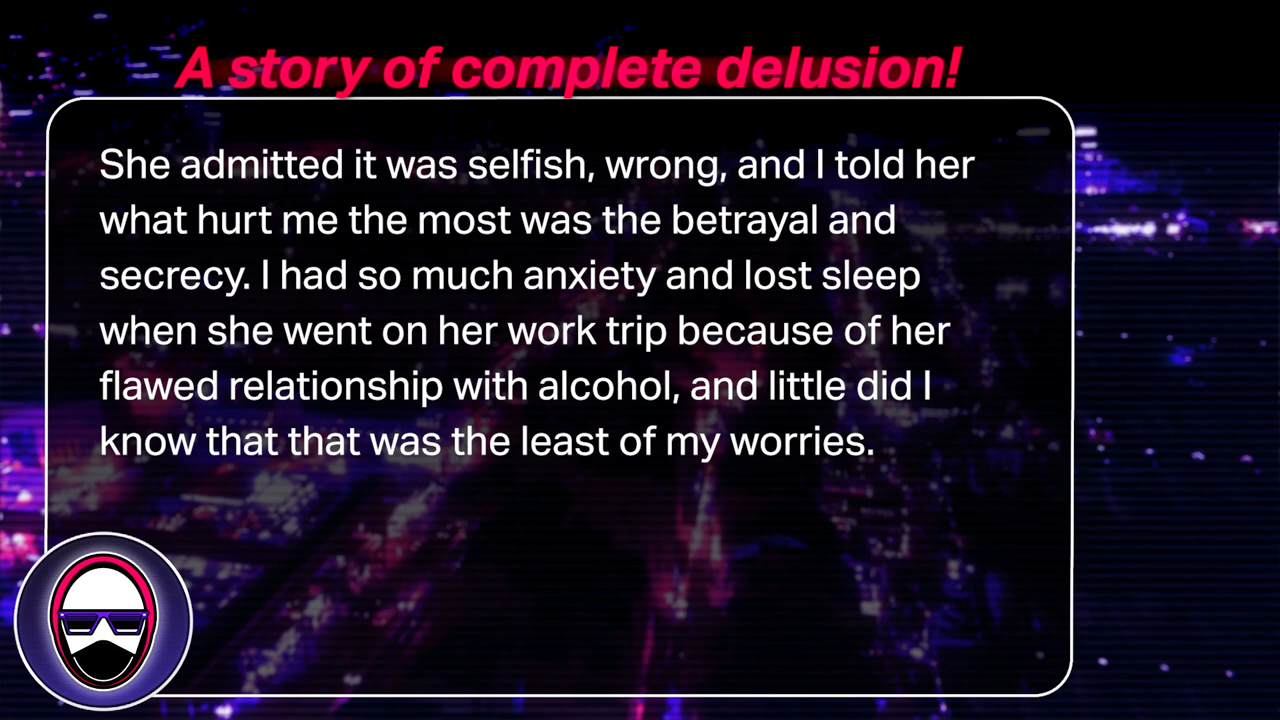 A story of complete delusion!
She admitted it was selfish, wrong, and I told her
what hurt me the most was the betrayal and
secrecy. I had so much anxiety and lost sleep
when she went on her work trip because of her
flawed relationship with alcohol, and little did I
know that that was the least of my worries.